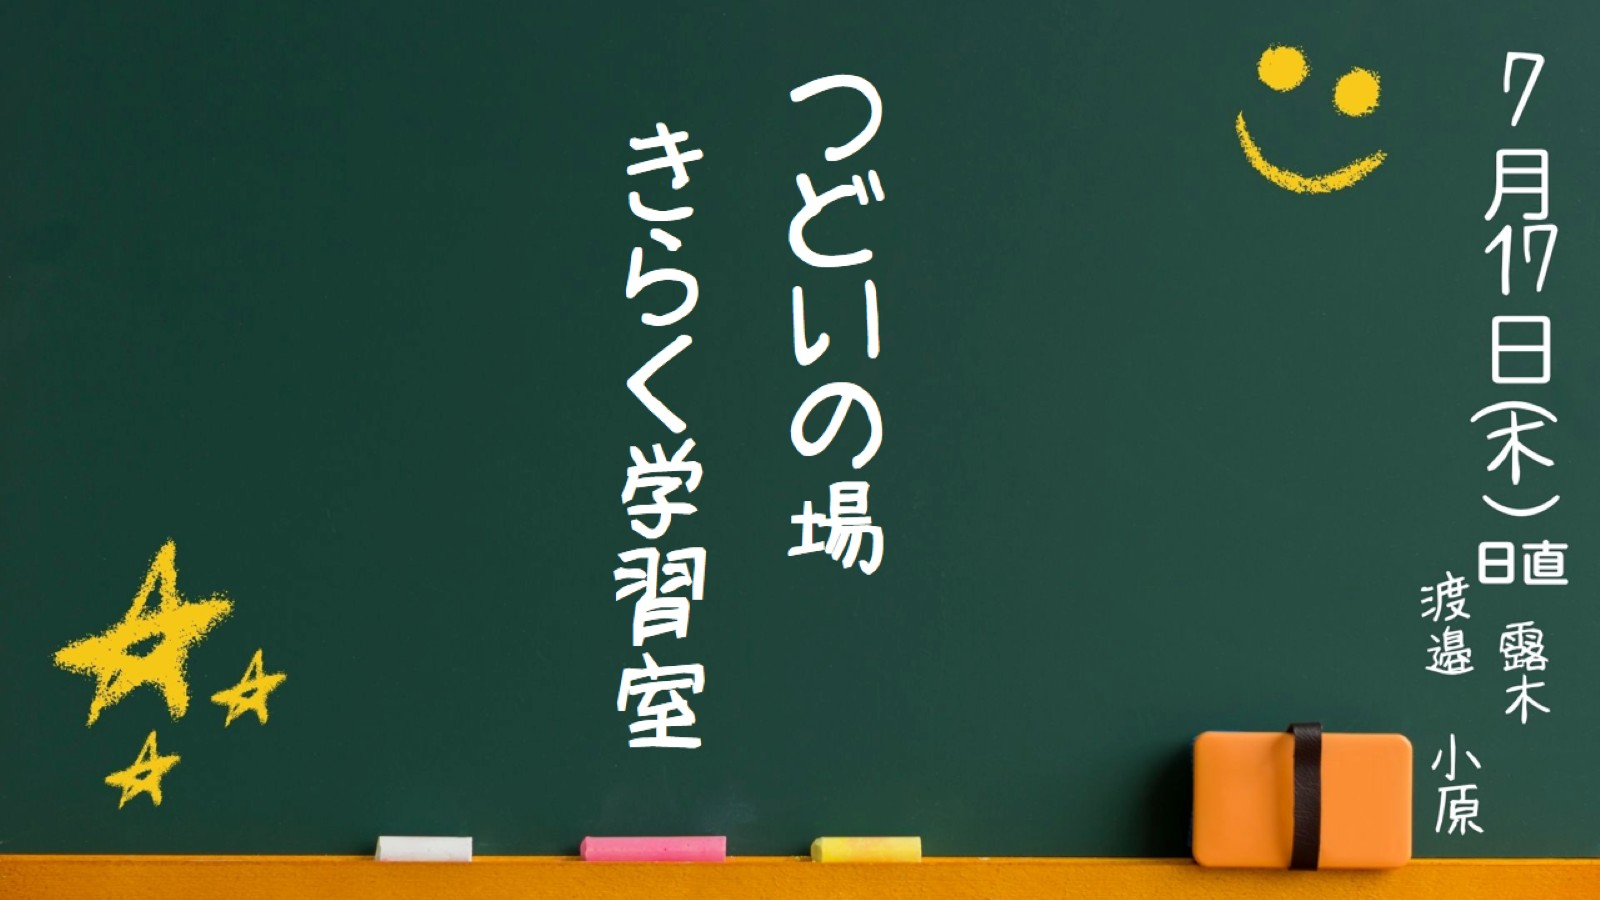 7月17日(木)
日直
露木
渡邉
小原
つどいの場
きらく学習室